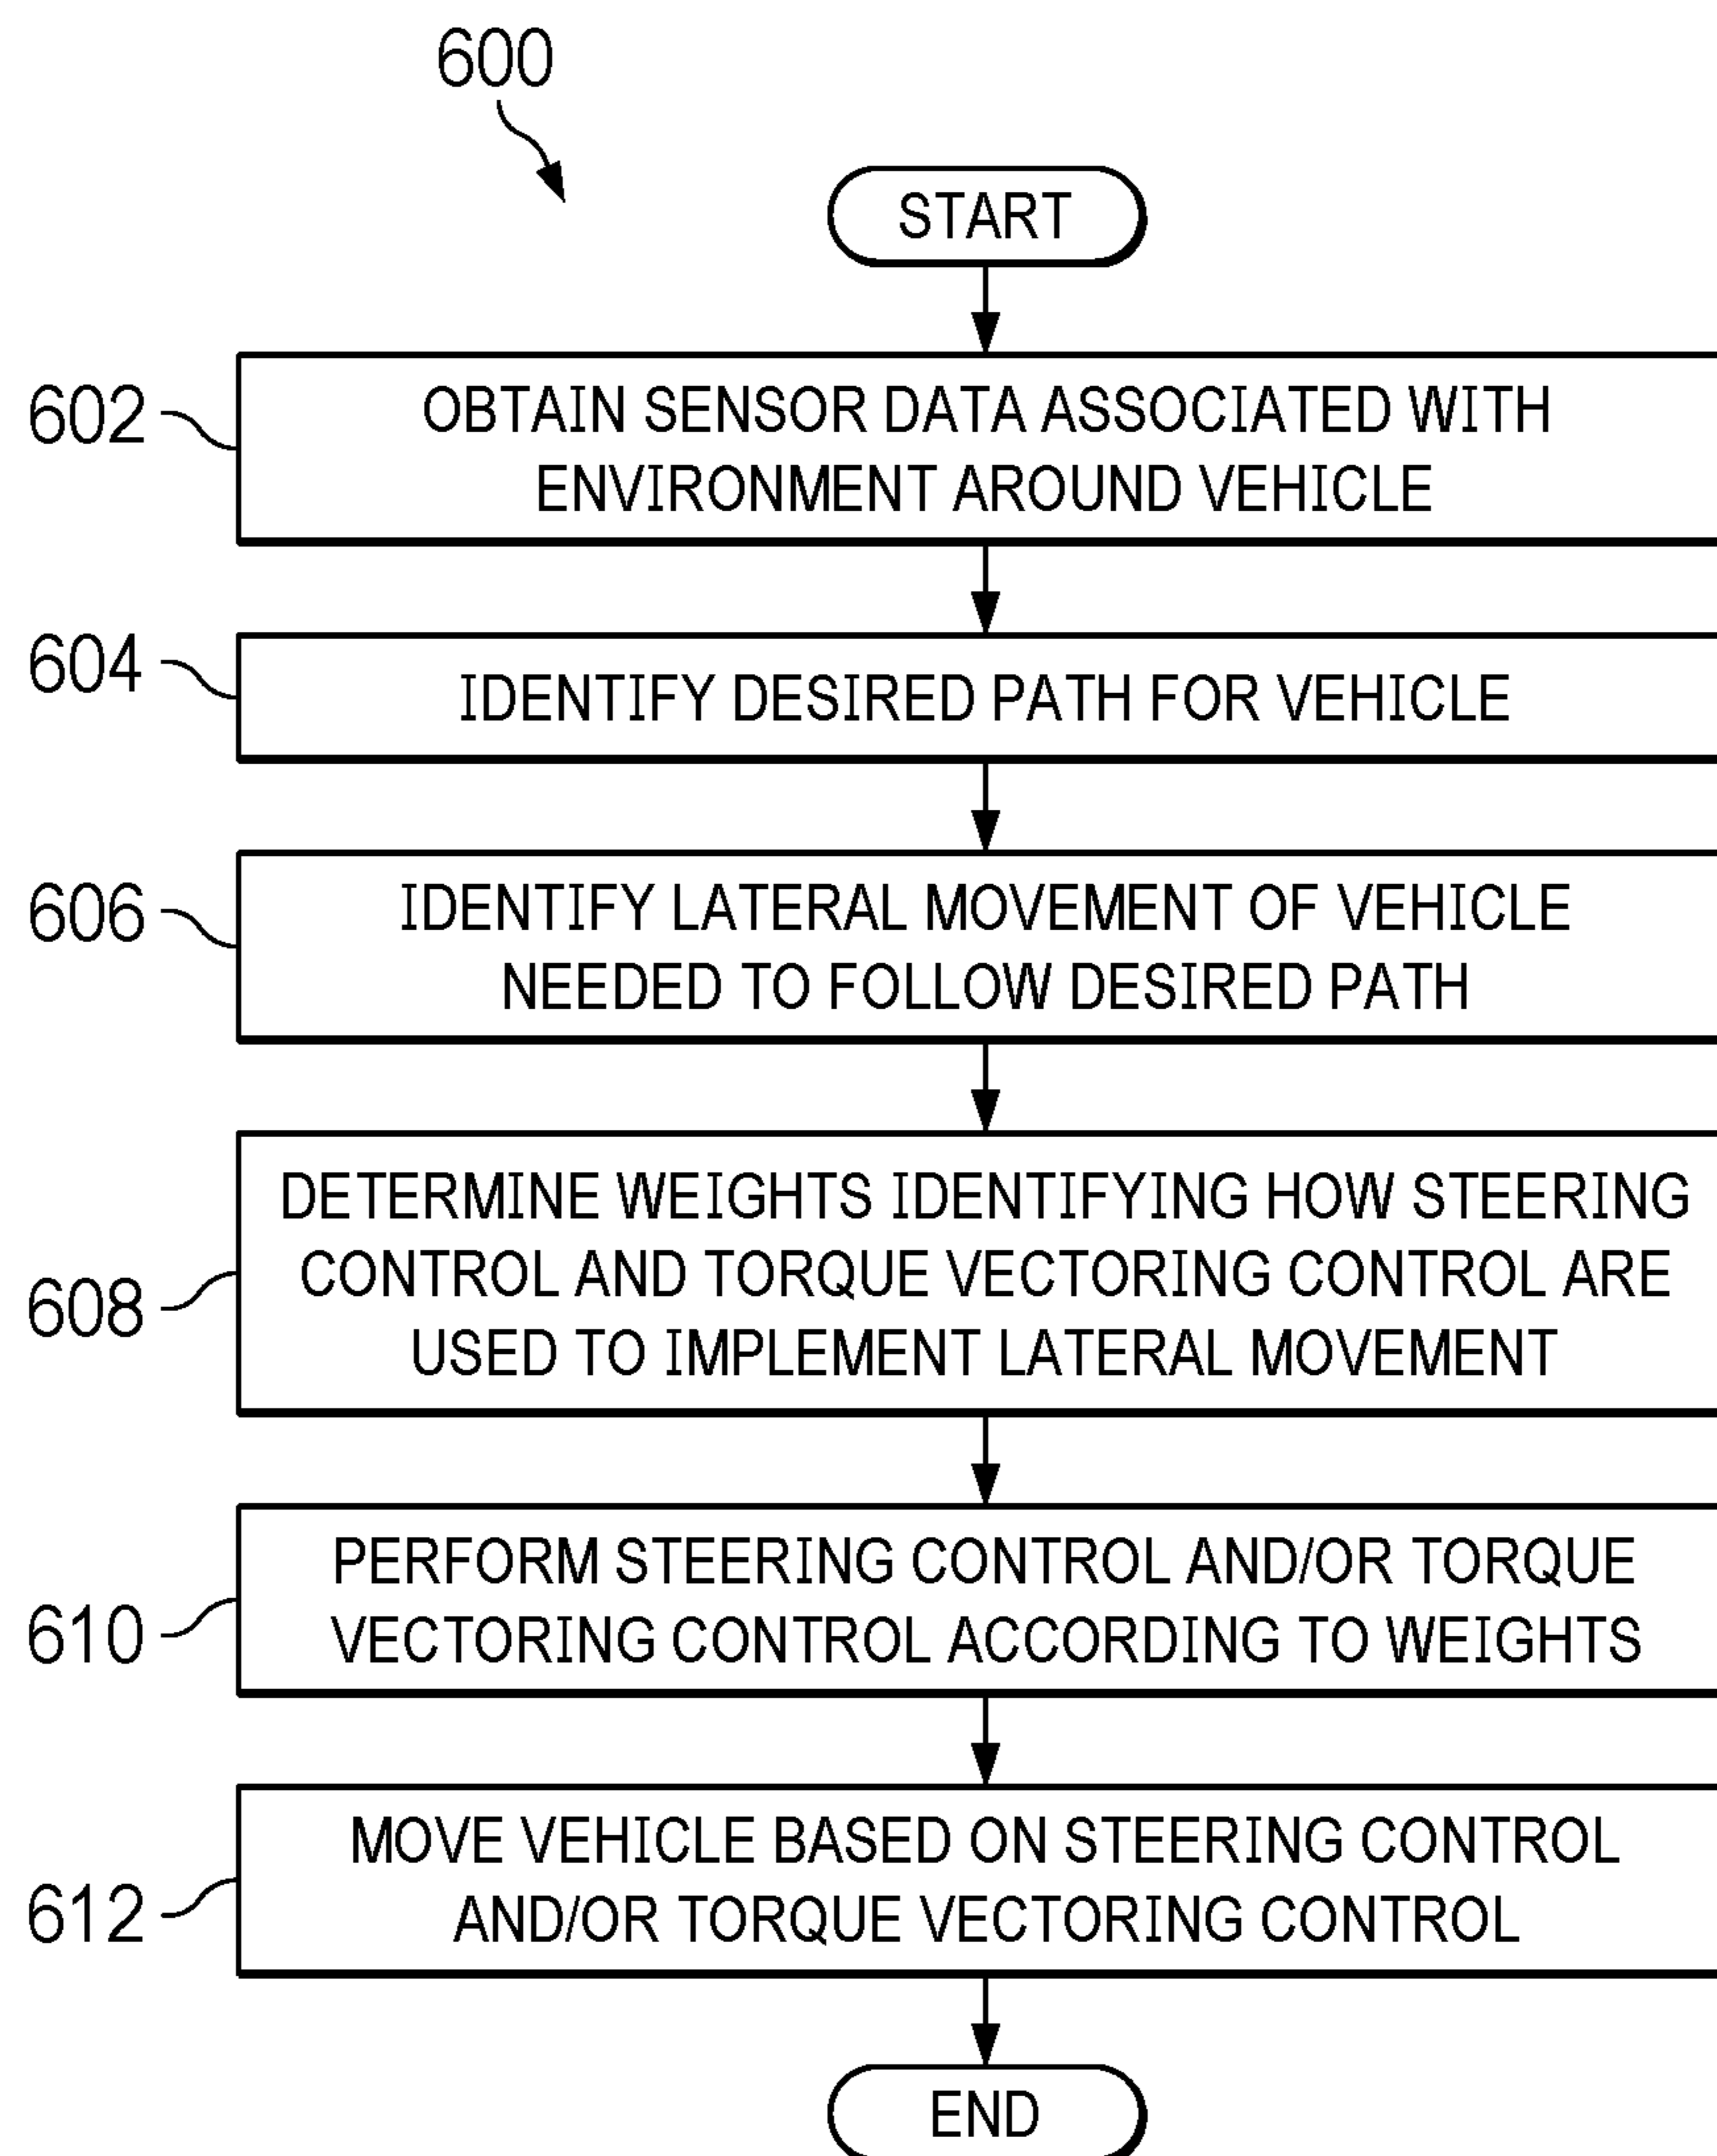 600
START
602
OBTAIN SENSOR DATA ASSOCIATED WITH
ENVIRONMENT AROUND VEHICLE
604
IDENTIFY DESIRED PATH FOR VEHICLE
606
IDENTIFY LATERAL MOVEMENT OF VEHICLE
NEEDED TO FOLLOW DESIRED PATH
608
DETERMINE WEIGHTS IDENTIFYING HOW STEERING
CONTROL AND TORQUE VECTORING CONTROL ARE
USED TO IMPLEMENT LATERAL MOVEMENT
610
PERFORM STEERING CONTROL AND/OR TORQUE
VECTORING CONTROL ACCORDING TO WEIGHTS
612
MOVE VEHICLE BASED ON STEERING CONTROL
AND/OR TORQUE VECTORING CONTROL
END